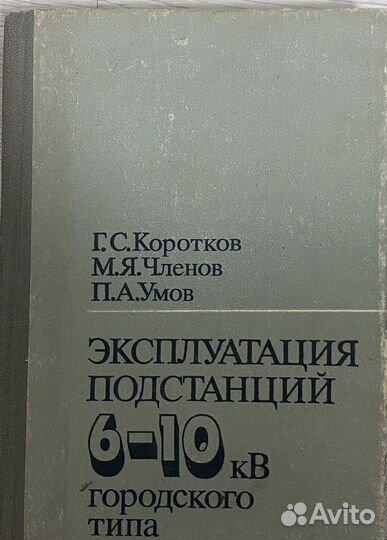 Г.С.Коротков
М.Я.Членов
П.А.Умов
ЭКСПЛУАТАЦИЯ
ПОДСТАНЦИЙ
6–10 кВ
городского
типа
Avito